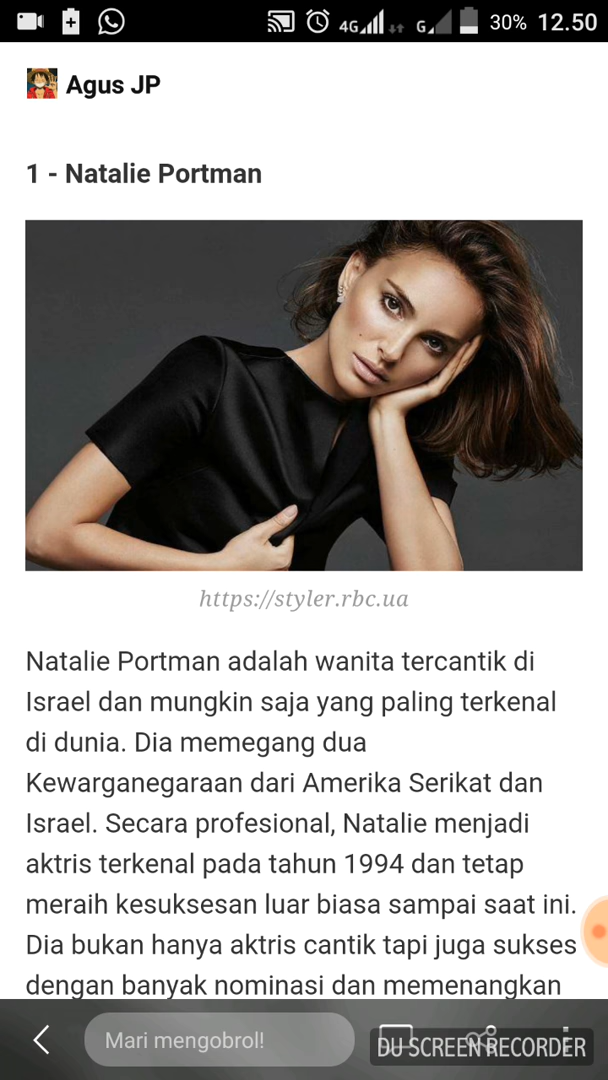 4G G 30% 12.50
Agus JP
1 - Natalie Portman
https://styler.rbc.ua
Natalie Portman adalah wanita tercantik di
Israel dan mungkin saja yang paling terkenal
di dunia. Dia memegang dua
Kewarganegaraan dari Amerika Serikat dan
Israel. Secara profesional, Natalie menjadi
aktris terkenal pada tahun 1994 dan tetap
meraih kesuksesan luar biasa sampai saat ini.
Dia bukan hanya aktris cantik tapi juga sukses
dengan banyak nominasi dan memenangkan
Mari mengobrol!
DU SCREEN RECORDER